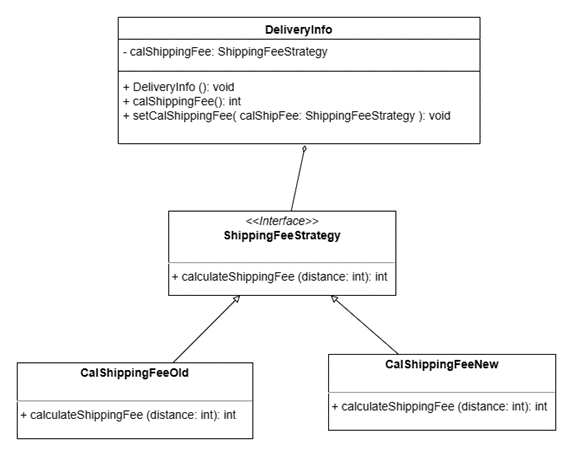 DeliveryInfo
- calShippingFee: ShippingFeeStrategy
+ DeliveryInfo (): void
+ calShippingFee(): int
+ setCalShippingFee( calShipFee: ShippingFeeStrategy ): void
<<Interface>>
ShippingFeeStrategy
+ calculateShippingFee (distance: int): int
CalShippingFeeOld
+ calculateShippingFee (distance: int): int
CalShippingFeeNew
+ calculateShippingFee (distance: int): int